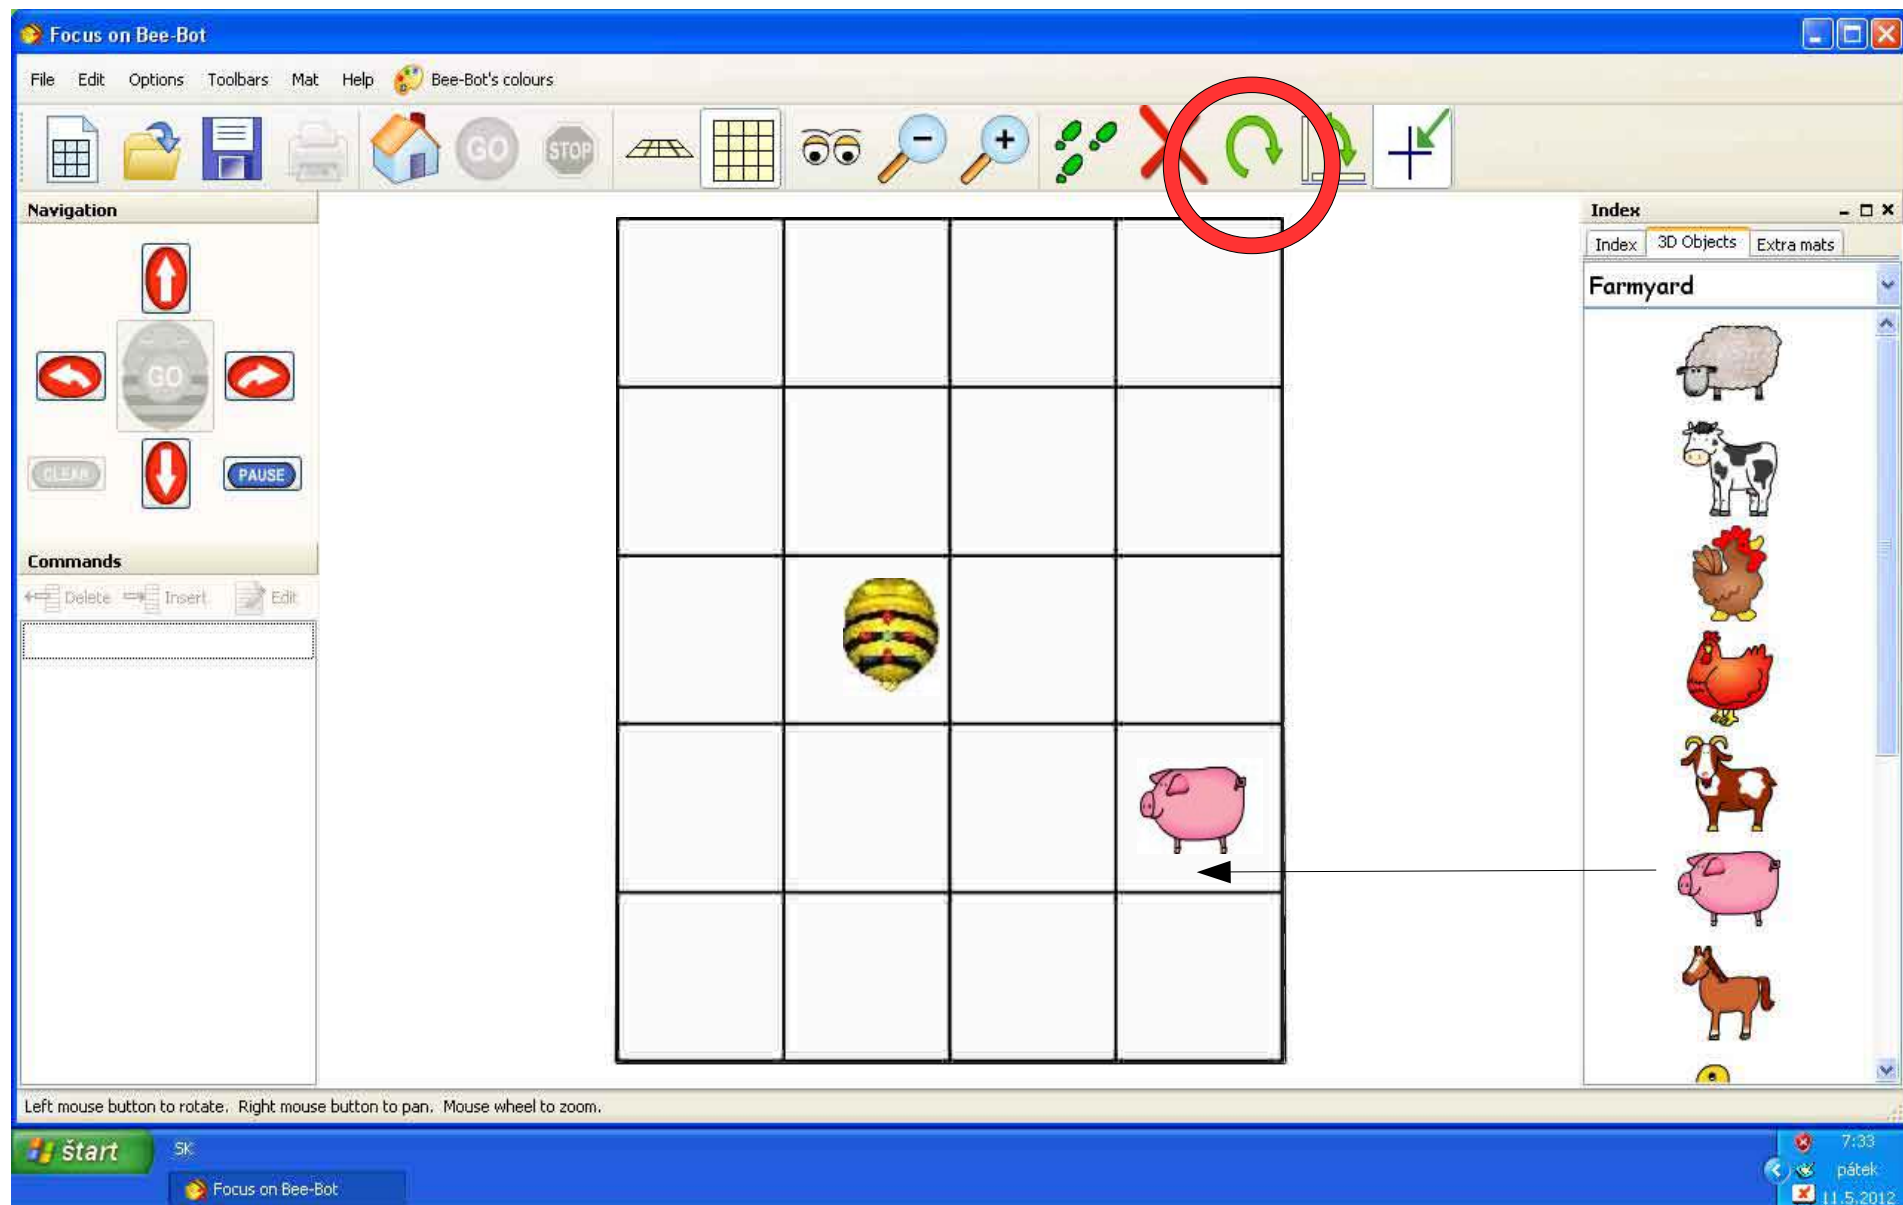 Focus on Bee-Bot
File Edit Options Toolbars Mat Help Bee-Bot's colours
GO STOP
Navigation
GO
CLEAR PAUSE
Commands
Delete Insert Edit
Index
Index 3D Objects Extra mats
Farmyard
Left mouse button to rotate. Right mouse button to pan. Mouse wheel to zoom.
štart SK
Focus on Bee-Bot
7:33
pátek
11.5.2012